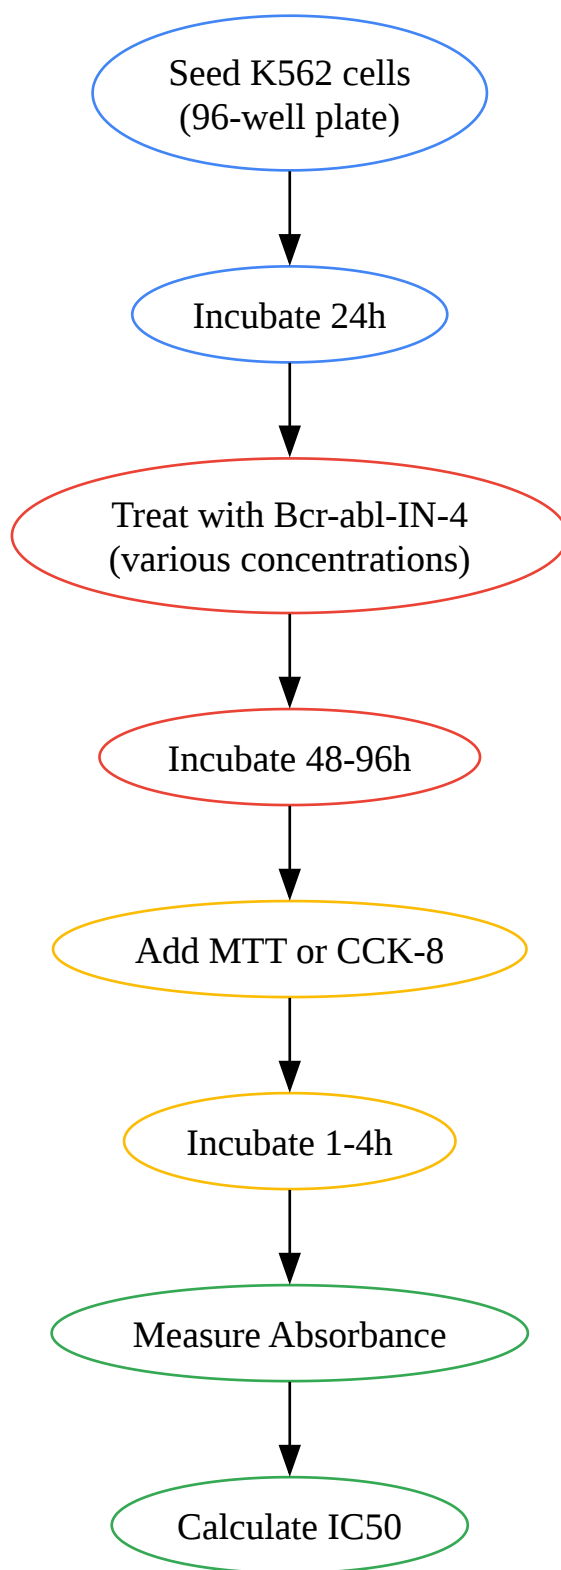 Seed K562 cells
(96-well plate)
Incubate 24h
Treat with Bcr-abl-IN-4
(various concentrations)
Incubate 48-96h
Add MTT or CCK-8
Incubate 1-4h
Measure Absorbance
Calculate IC50